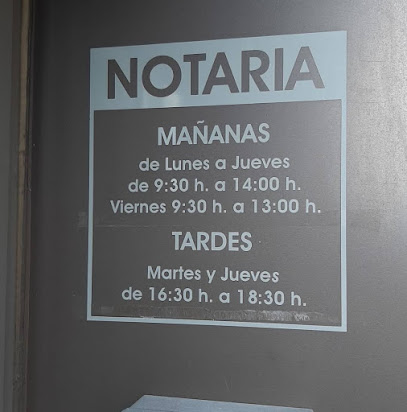 NOTARIA
MAÑANAS
de Lunes a Jueves
de 9:30 h. a 14:00 h.
Viernes 9:30 h. a 13:00 h.
TARDES
Martes y Jueves
de 16:30 h. a 18:30 h.